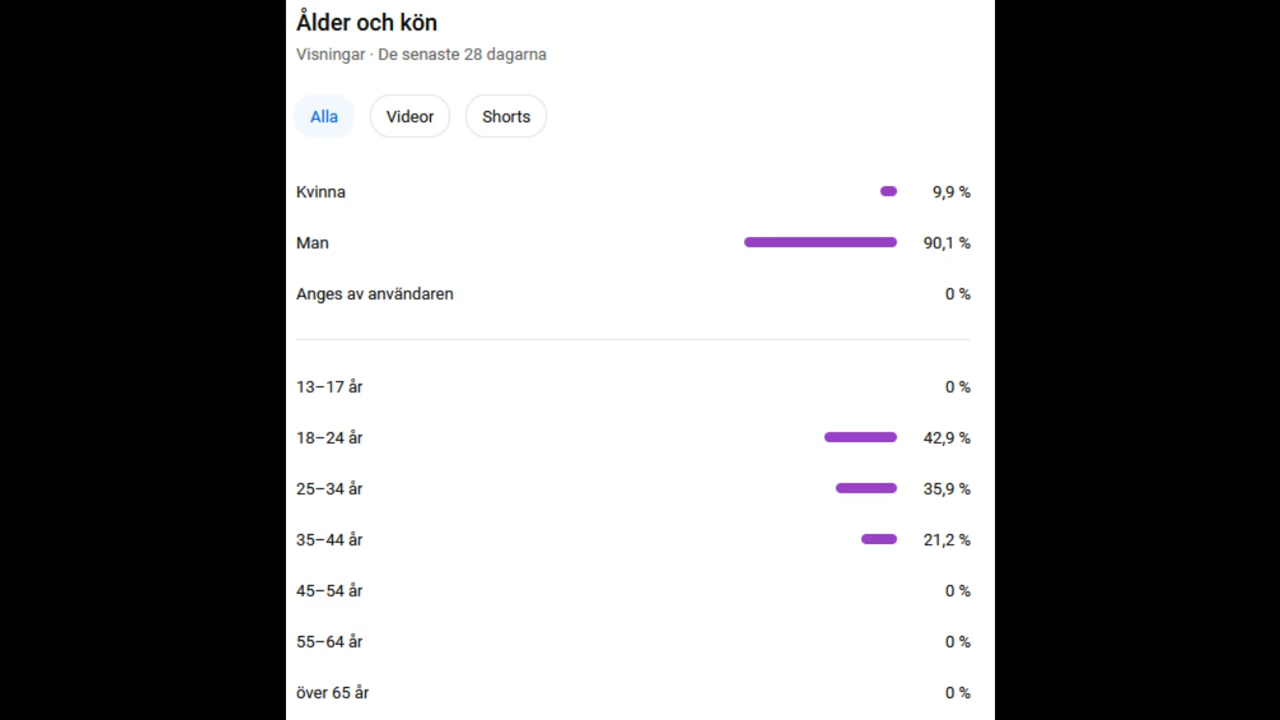 Ålder och kön
Visningar · De senaste 28 dagarna
Alla Videor Shorts
Kvinna 9,9 %
Man 90,1 %
Anges av användaren 0 %
13–17 år 0 %
18–24 år 42,9 %
25–34 år 35,9 %
35–44 år 21,2 %
45–54 år 0 %
55–64 år 0 %
över 65 år 0 %